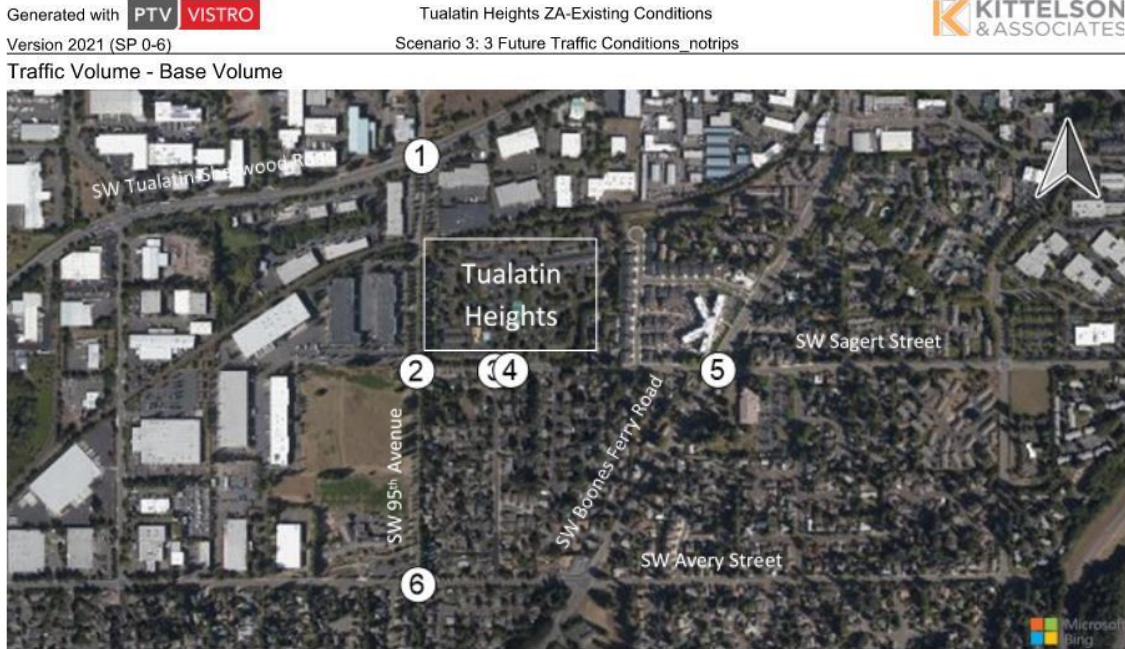 Generated with PTV VISTRO
Version 2021 (SP 0-6)
Tualatin Heights ZA-Existing Conditions
Scenario 3: 3 Future Traffic Conditions_notrips
KITTELSON
& ASSOCIATES
Traffic Volume - Base Volume
1
SW Tualatin-Sherwood Road
Tualatin
Heights
SW Sagert Street
2
3
4
5
SW 95th Avenue
SW Boones Ferry Road
SW Avery Street
6
Microsoft
Bing